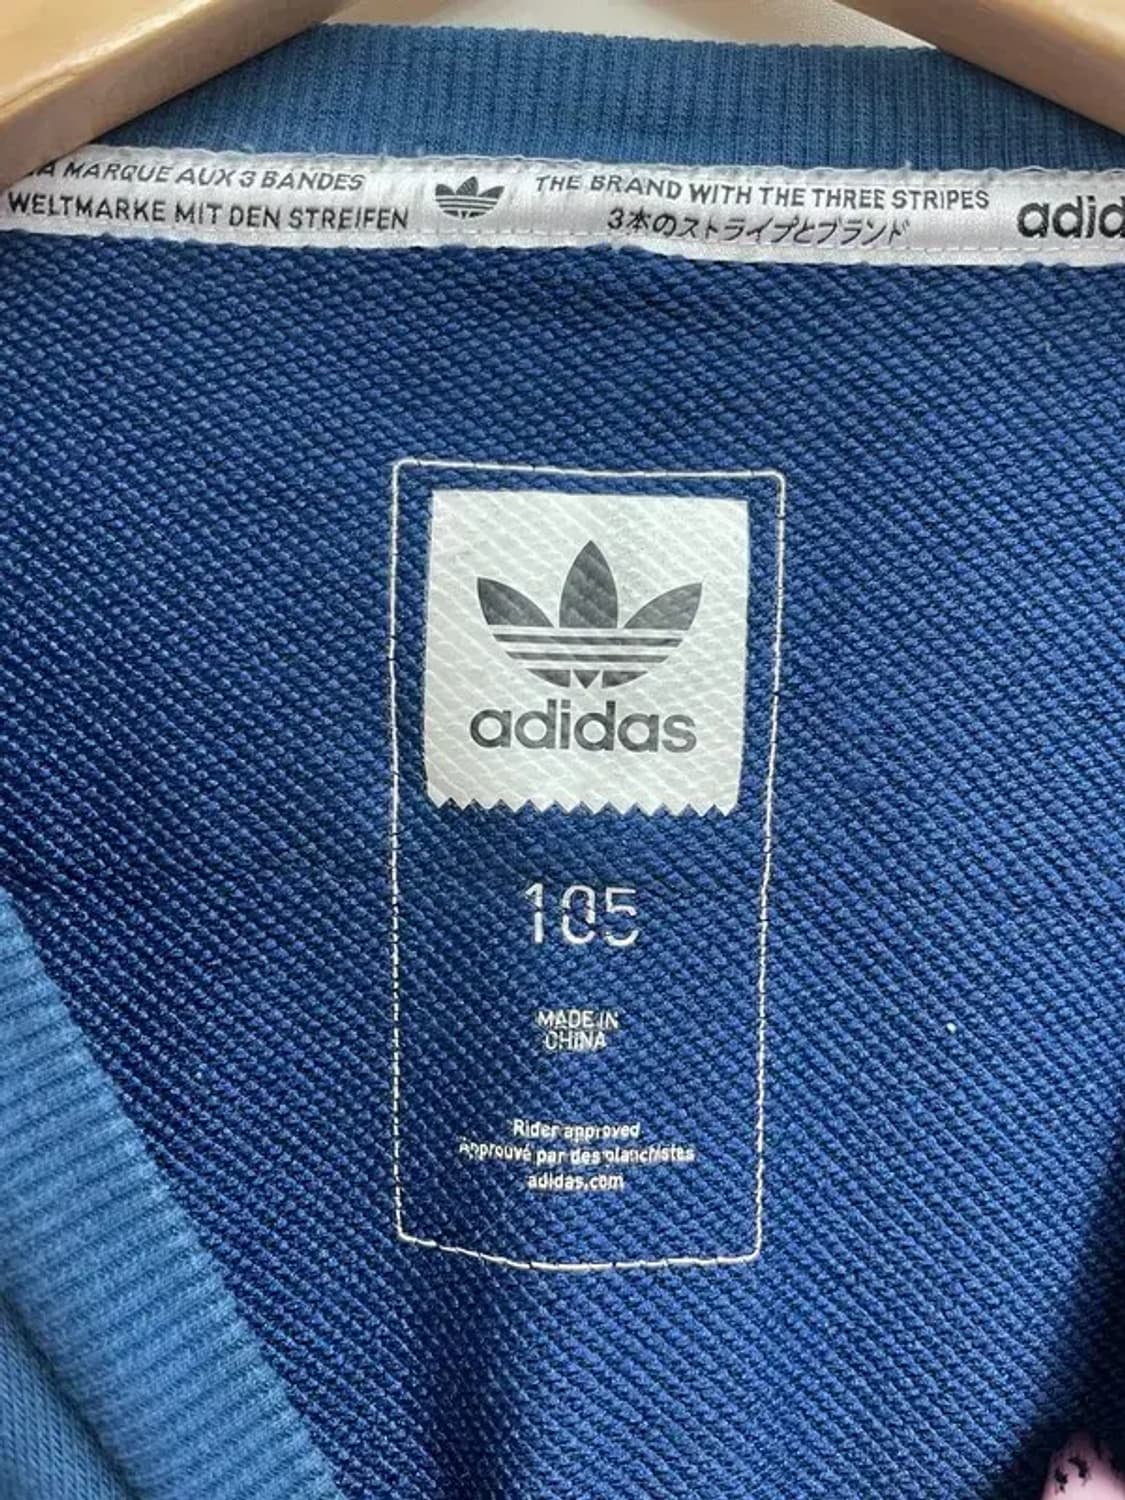 LA MARQUE AUX 3 BANDES
WELTMARKE MIT DEN STREIFEN
THE BRAND WITH THE THREE STRIPES
3本のストライプとブランド
adid
adidas
105
MADE IN
CHINA
Rider approved
Approuvé par des planchistes
adidas.com